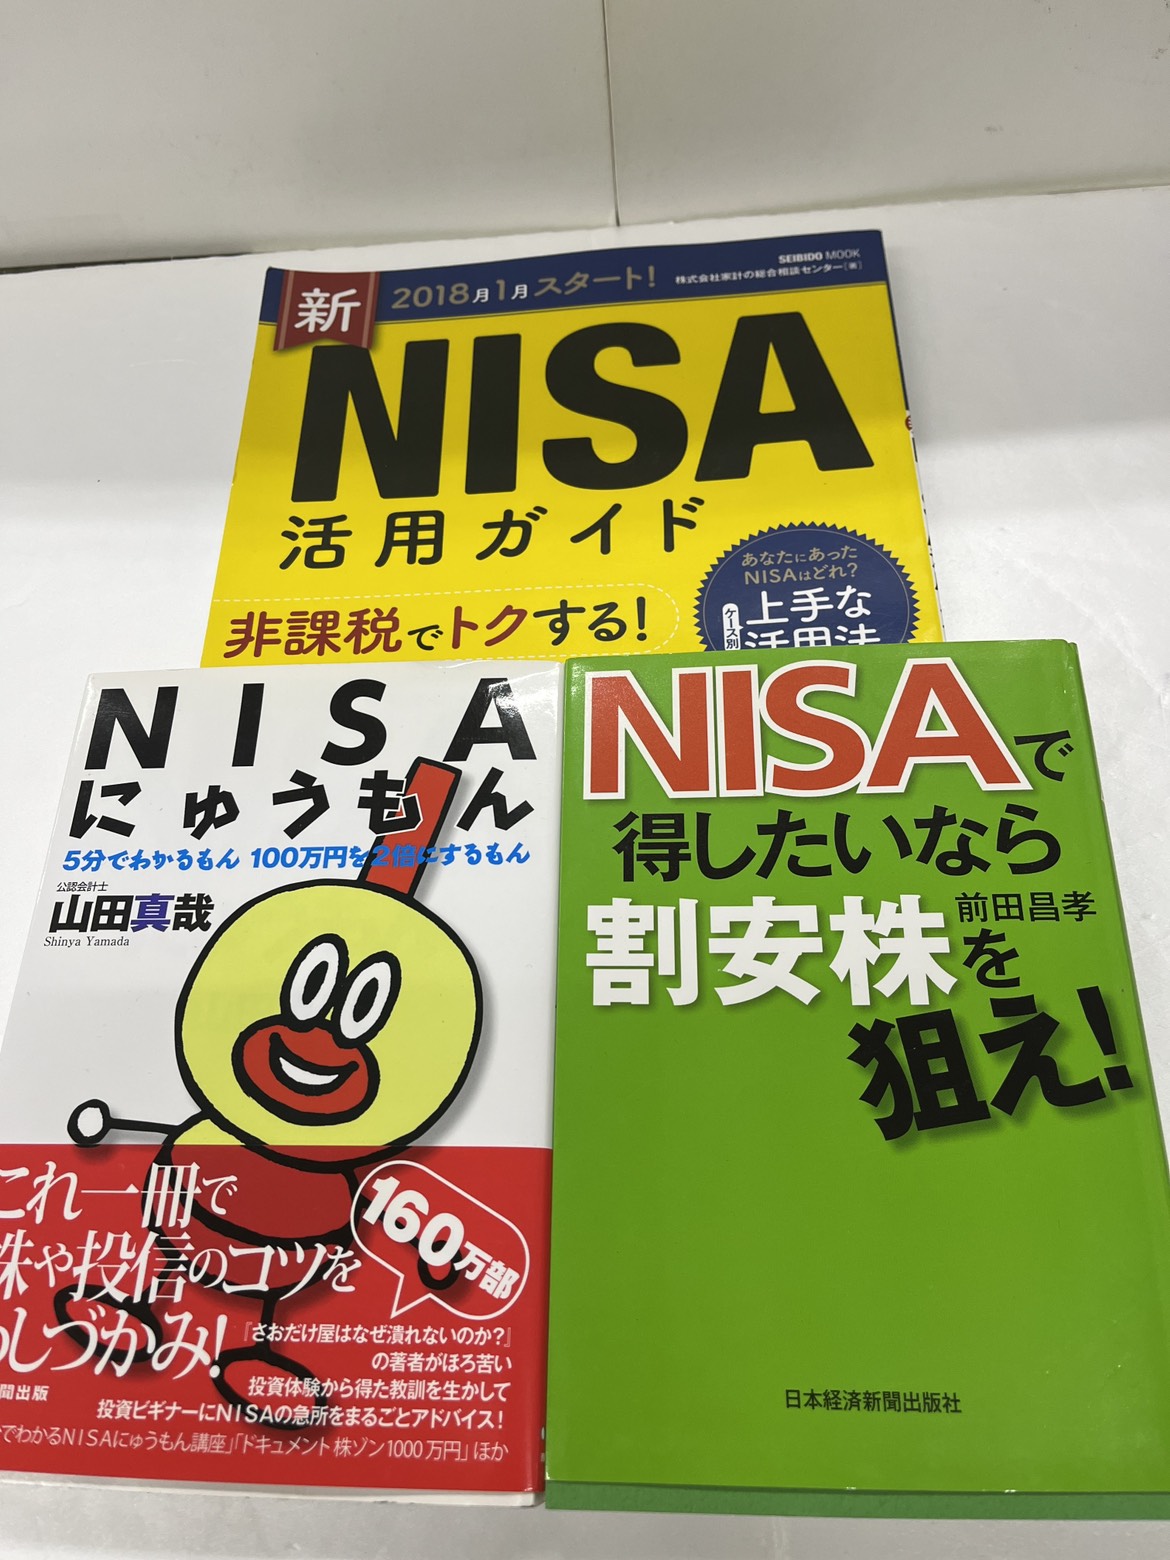 SEIBIDO MOOK
株式会社家計の総合相談センター[著]
新
2018月1月スタート!
NISA
活用ガイド
非課税でトクする!
あなたにあった
NISAはどれ?
ケース別
上手な
活用法
NISA
にゅうもん
5分でわかるもん 100万円を2倍にするもん
公認会計士
山田真哉
Shinya Yamada
これ一冊で
株や投信のコツを
わしづかみ!
160万部
『さおだけ屋はなぜ潰れないのか?』
の著者がほろ苦い
投資体験から得た教訓を生かして
投資ビギナーにNISAの急所をまるごとアドバイス!
でわかるNISAにゅうもん講座」「ドキュメント 株ゾン1000万円」ほか
聞出版
NISAで
得したいなら
割安株を
前田昌孝
狙え!
日本経済新聞出版社